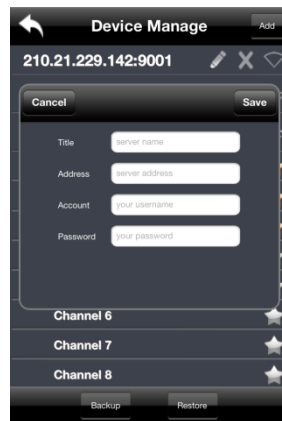 Device Manage
Add
210.21.229.142:9001
Cancel
Save
Title
server name
Address
server address
Account
your username
Password
your password
Channel 6
Channel 7
Channel 8
Backup
Restore